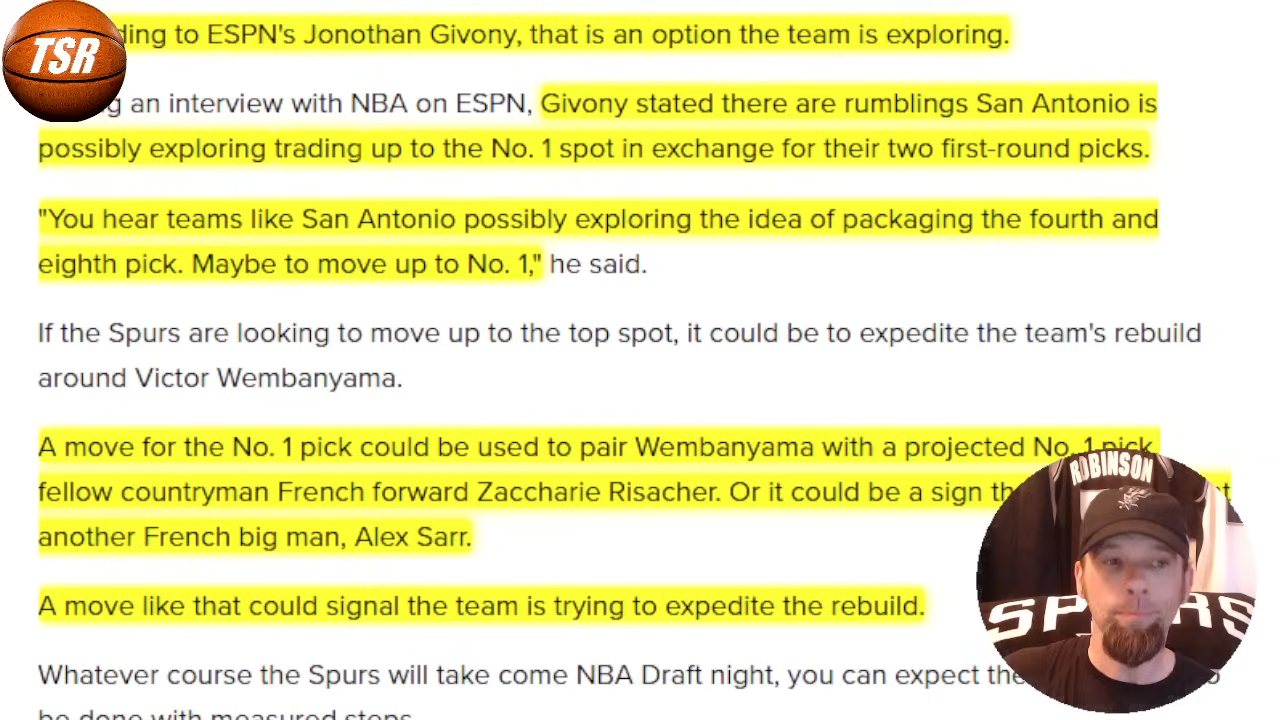 TSR
ding to ESPN's Jonothan Givony, that is an option the team is exploring.
g an interview with NBA on ESPN, Givony stated there are rumblings San Antonio is
possibly exploring trading up to the No. 1 spot in exchange for their two first-round picks.
"You hear teams like San Antonio possibly exploring the idea of packaging the fourth and
eighth pick. Maybe to move up to No. 1," he said.
If the Spurs are looking to move up to the top spot, it could be to expedite the team's rebuild
around Victor Wembanyama.
A move for the No. 1 pick could be used to pair Wembanyama with a projected No. 1 pick
fellow countryman French forward Zaccharie Risacher. Or it could be a sign th
another French big man, Alex Sarr.
A move like that could signal the team is trying to expedite the rebuild.
Whatever course the Spurs will take come NBA Draft night, you can expect the
be done with measured steps.
ROBINSON
SPURS